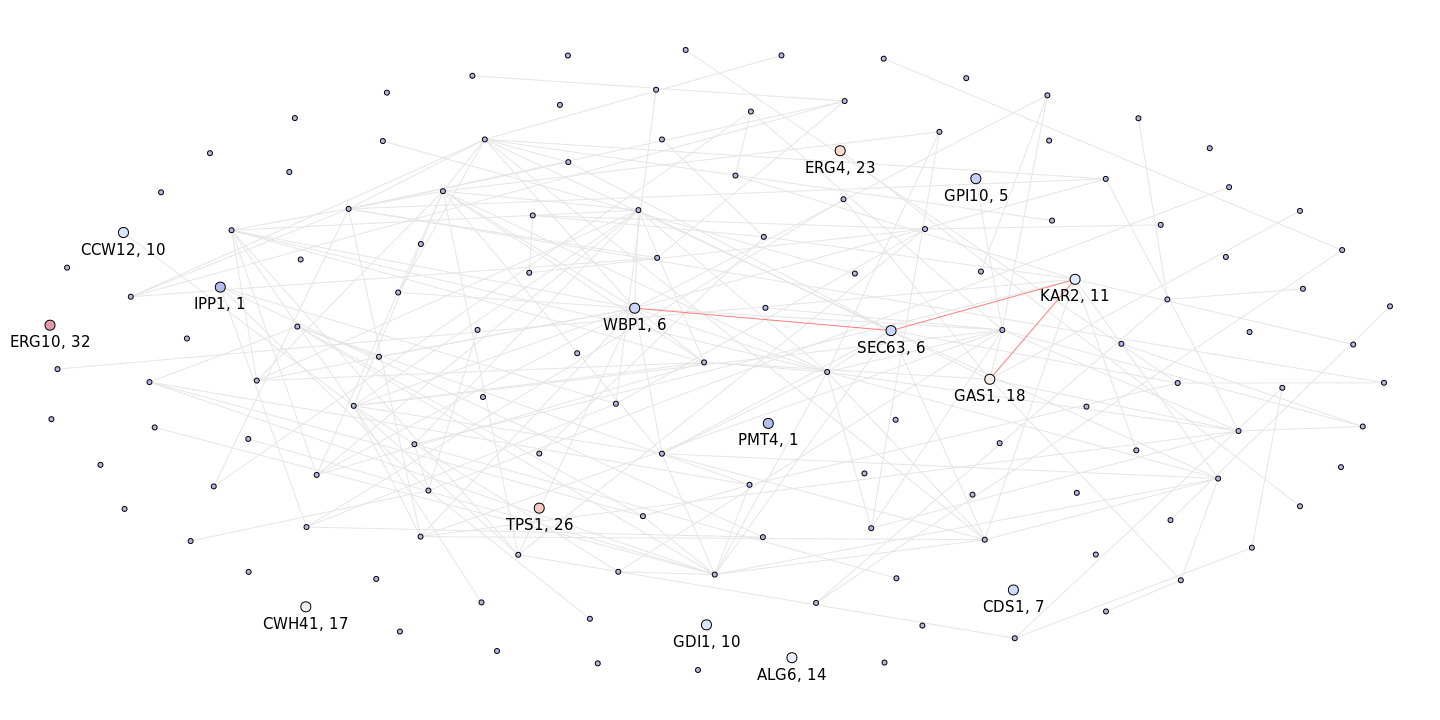 ERG4, 23
GPI10, 5
CCW12, 10
IPP1, 1
KAR2, 11
WBP1, 6
ERG10, 32
SEC63, 6
GAS1, 18
PMT4, 1
TPS1, 26
CDS1, 7
CWH41, 17
GDI1, 10
ALG6, 14